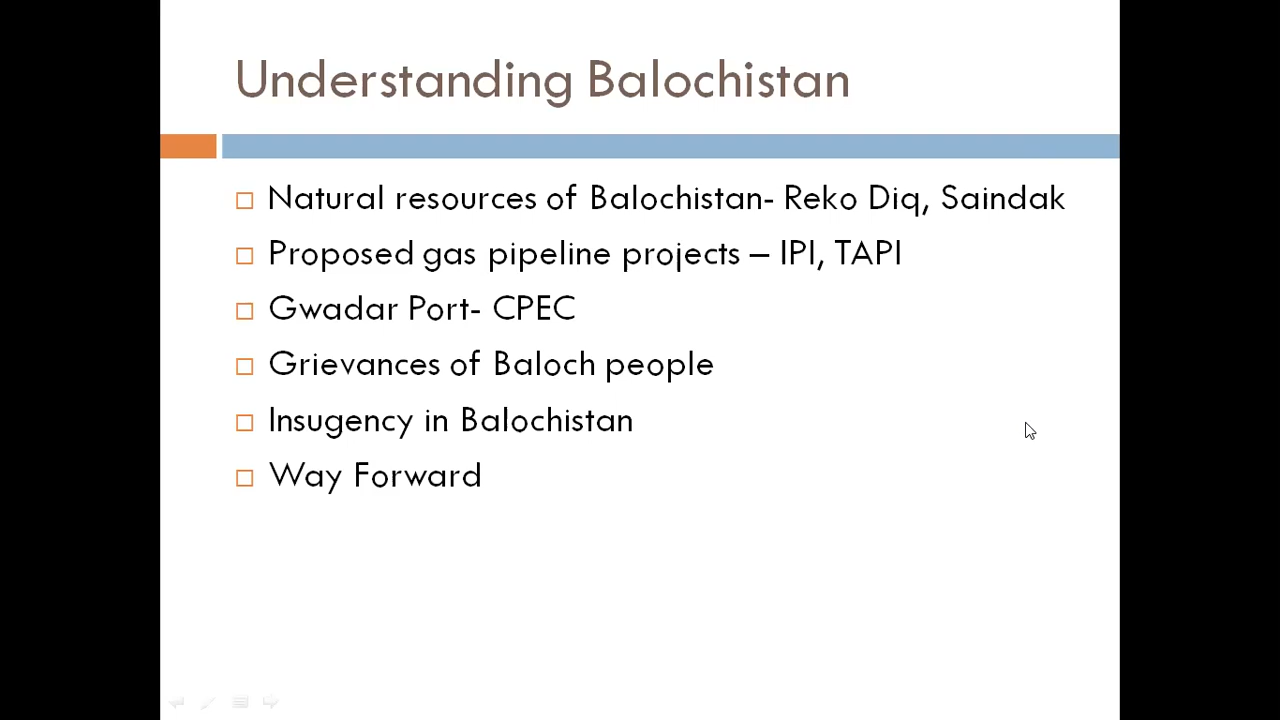 Understanding Balochistan
Natural resources of Balochistan- Reko Diq, Saindak
Proposed gas pipeline projects – IPI, TAPI
Gwadar Port- CPEC
Grievances of Baloch people
Insugency in Balochistan
Way Forward